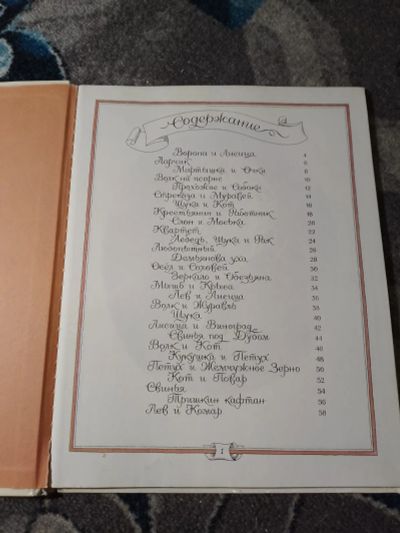 Содержание
Ворона и Лисица 4
Ларчик 6
Мартышка и Очки 8
Волк на псарне 10
Прохожие и Собаки 12
Стрекоза и Муравей 14
Щука и Кот 16
Крестьянин и Работник 18
Слон и Моська 20
Квартет 22
Лебедь, Щука и Рак 24
Любопытный 26
Демьянова уха 28
Осёл и Соловей 30
Зеркало и Обезьяна 32
Мышь и Крыса 34
Лев и Лисица 35
Волк и Журавль 36
Щука 40
Лисица и Виноград 42
Свинья под Дубом 44
Волк и Кот 46
Кукушка и Петух 48
Петух и Жемчужное Зерно 50
Кот и Повар 52
Свинья 54
Тришкин кафтан 56
Лев и Комар 58
1